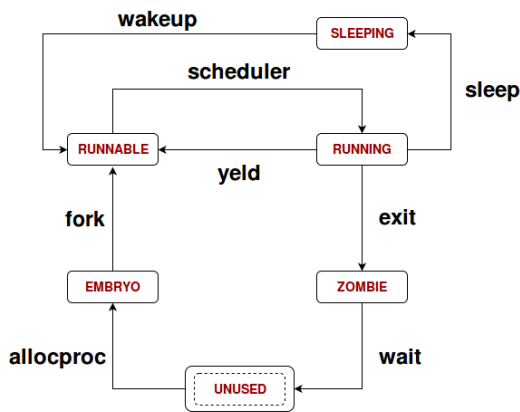 wakeup
SLEEPING
scheduler
sleep
RUNNABLE
RUNNING
yeld
fork
exit
EMBRYO
ZOMBIE
allocproc
wait
UNUSED